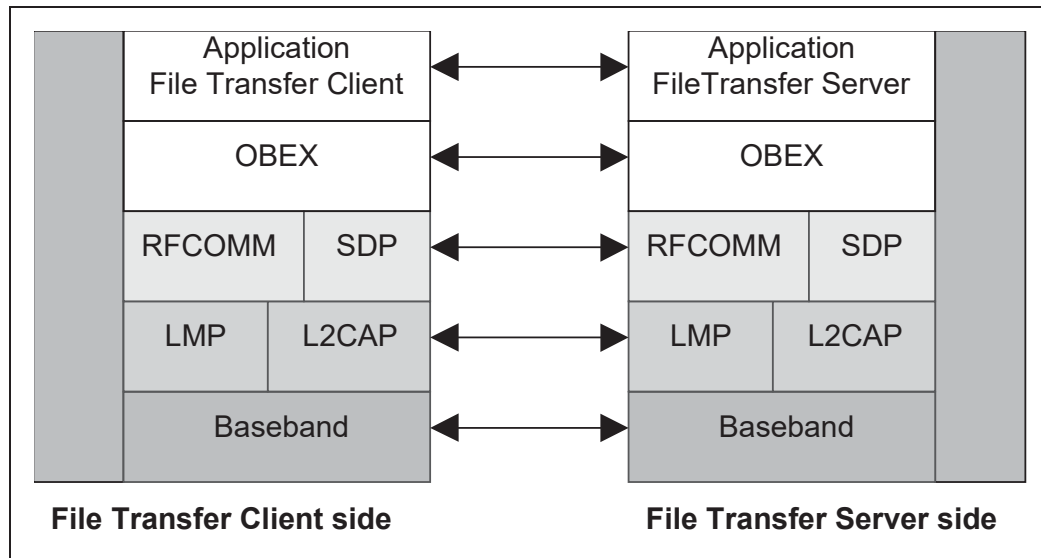 Application
File Transfer Client
Application
FileTransfer Server
OBEX
OBEX
RFCOMM
SDP
RFCOMM
SDP
LMP
L2CAP
LMP
L2CAP
Baseband
Baseband
File Transfer Client side
File Transfer Server side